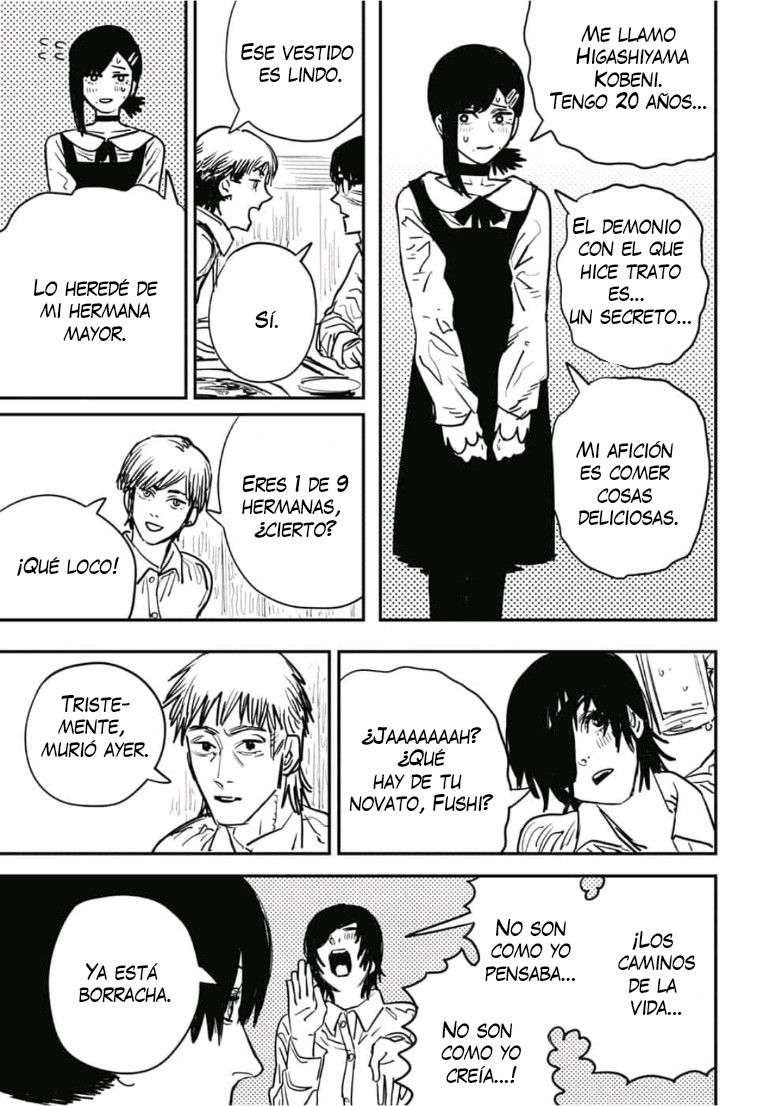 ME LLAMO
HIGASHIYAMA
KOBENI.
TENGO 20 AÑOS...
EL DEMONIO
CON EL QUE
HICE TRATO
ES...
UN SECRETO...
MI AFICIÓN
ES COMER
COSAS
DELICIOSAS.
ESE VESTIDO
ES LINDO.
SÍ.
LO HEREDÉ DE
MI HERMANA
MAYOR.
ERES 1 DE 9
HERMANAS,
¿CIERTO?
¡QUÉ LOCO!
¿JAAAAAAAH?
¿QUÉ
HAY DE TU
NOVATO, FUSHI?
TRISTE-
MENTE,
MURIÓ AYER.
¡LOS
CAMINOS
DE LA
VIDA...
NO SON
COMO YO
PENSABA...
NO SON
COMO YO
CREÍA...!
YA ESTÁ
BORRACHA.